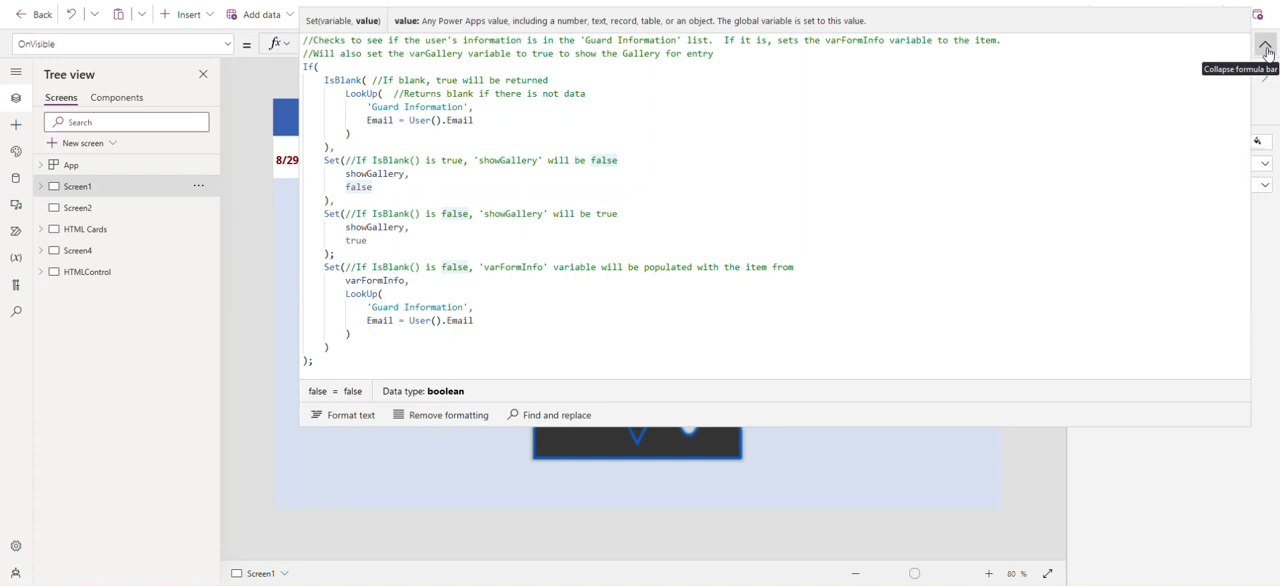 Back
Insert
Add data
Set(variable, value)
value: Any Power Apps value, including a number, text, record, table, or an object. The global variable is set to this value.
OnVisible
=
fx
//Checks to see if the user's information is in the 'Guard Information' list.  If it is, sets the varFormInfo variable to the item.
//Will also set the varGallery variable to true to show the Gallery for entry
If(
IsBlank( //If blank, true will be returned
LookUp(  //Returns blank if there is not data
'Guard Information',
Email = User().Email
)
),
Set(//If IsBlank() is true, 'showGallery' will be false
showGallery,
false
),
Set(//If IsBlank() is false, 'showGallery' will be true
showGallery,
true
);
Set(//If IsBlank() is false, 'varFormInfo' variable will be populated with the item from
varFormInfo,
LookUp(
'Guard Information',
Email = User().Email
)
)
);
false = false
Data type: boolean
Format text
Remove formatting
Find and replace
Collapse formula bar
Tree view
Screens
Components
Search
New screen
App
Screen1
Screen2
HTML Cards
Screen4
HTMLControl
8/29
Screen1
80 %